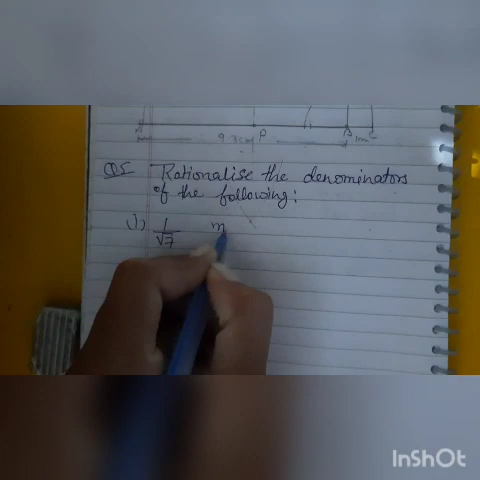 A 9.3cm P B 1cm C
Q5 Rationalise the denominators
of the following:
(i) 1/√7 m
InShOt